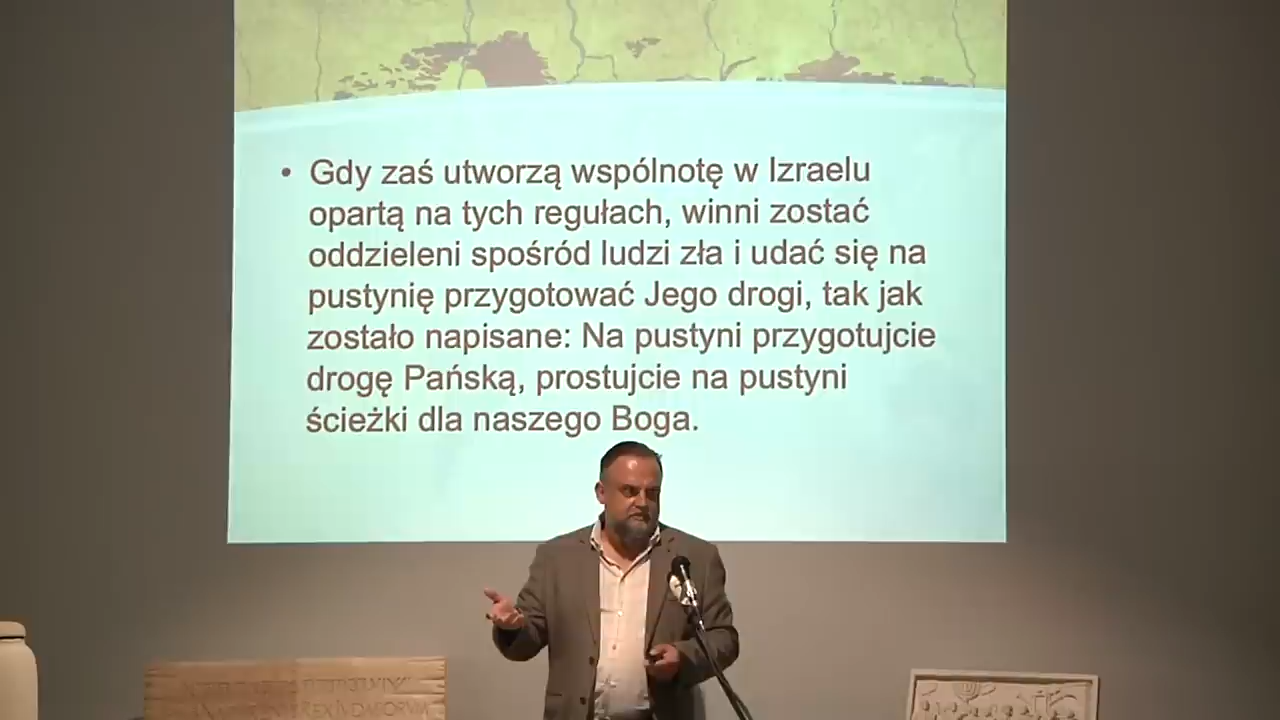 • Gdy zaś utworzą wspólnotę w Izraelu
opartą na tych regułach, winni zostać
oddzieleni spośród ludzi zła i udać się na
pustynię przygotować Jego drogi, tak jak
zostało napisane: Na pustyni przygotujcie
drogę Pańską, prostujcie na pustyni
ścieżki dla naszego Boga.